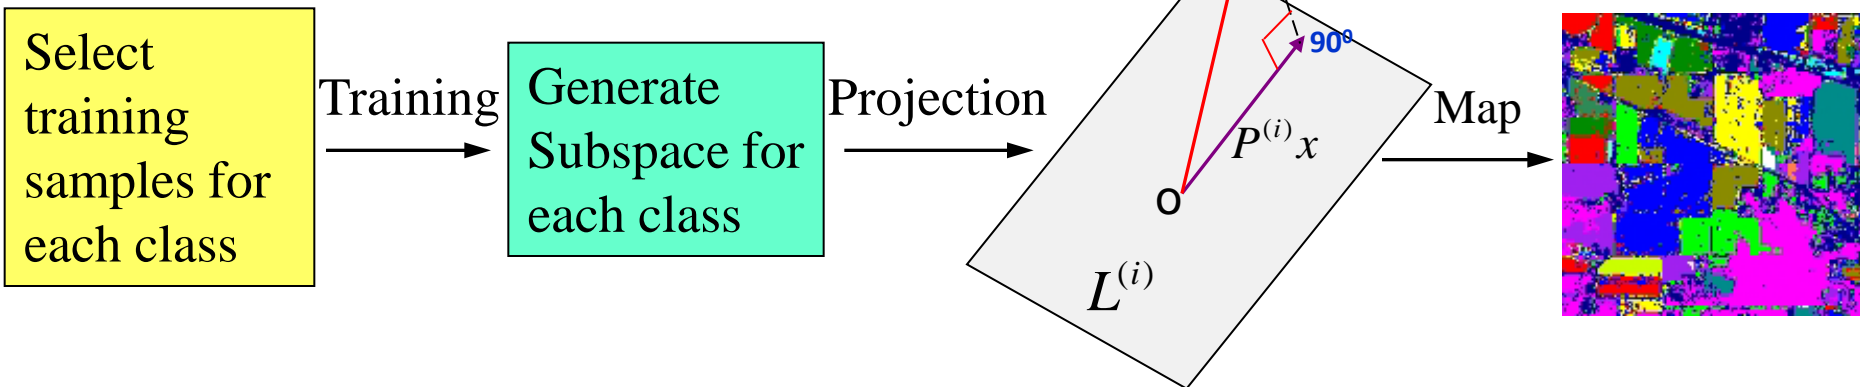 Select
training
samples for
each class
Training
Generate
Subspace for
each class
Projection
90⁰
P⁽ⁱ⁾x
O
L⁽ⁱ⁾
Map